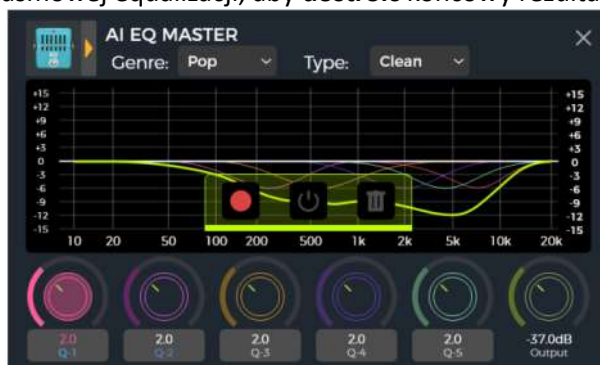 AI EQ MASTER
Genre: Pop Type: Clean
+15 +15
+12 +12
+9 +9
+6 +6
+3 +3
0 0
-3 -3
-6 -6
-9 -9
-12 -12
-15 -15
10 20 50 100 200 500 1k 2k 5k 10k 20k
2.0 2.0 2.0 2.0 2.0 -37.0dB
Q-1 Q-2 Q-3 Q-4 Q-5 Output